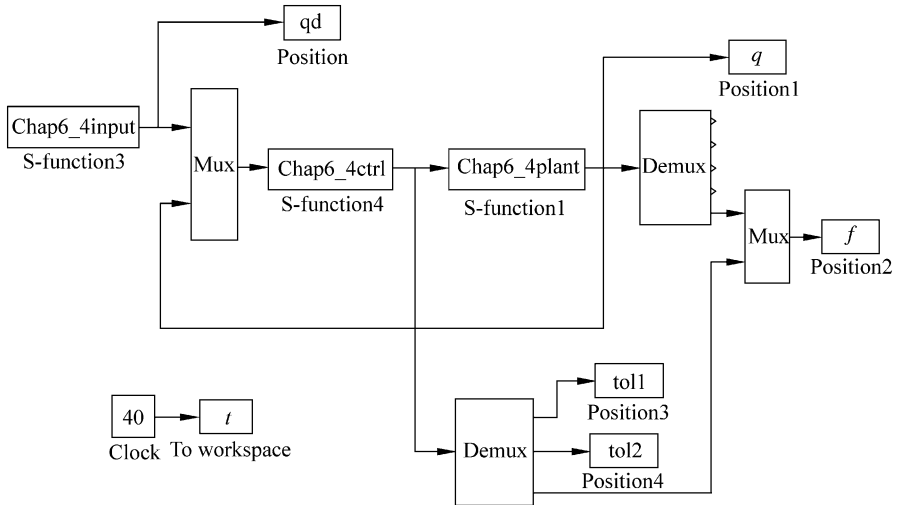 qd
Position
q
Position1
Chap6_4input
S-function3
Mux
Chap6_4ctrl
S-function4
Chap6_4plant
S-function1
Demux
Mux
f
Position2
tol1
Position3
40
Clock
t
To workspace
Demux
tol2
Position4